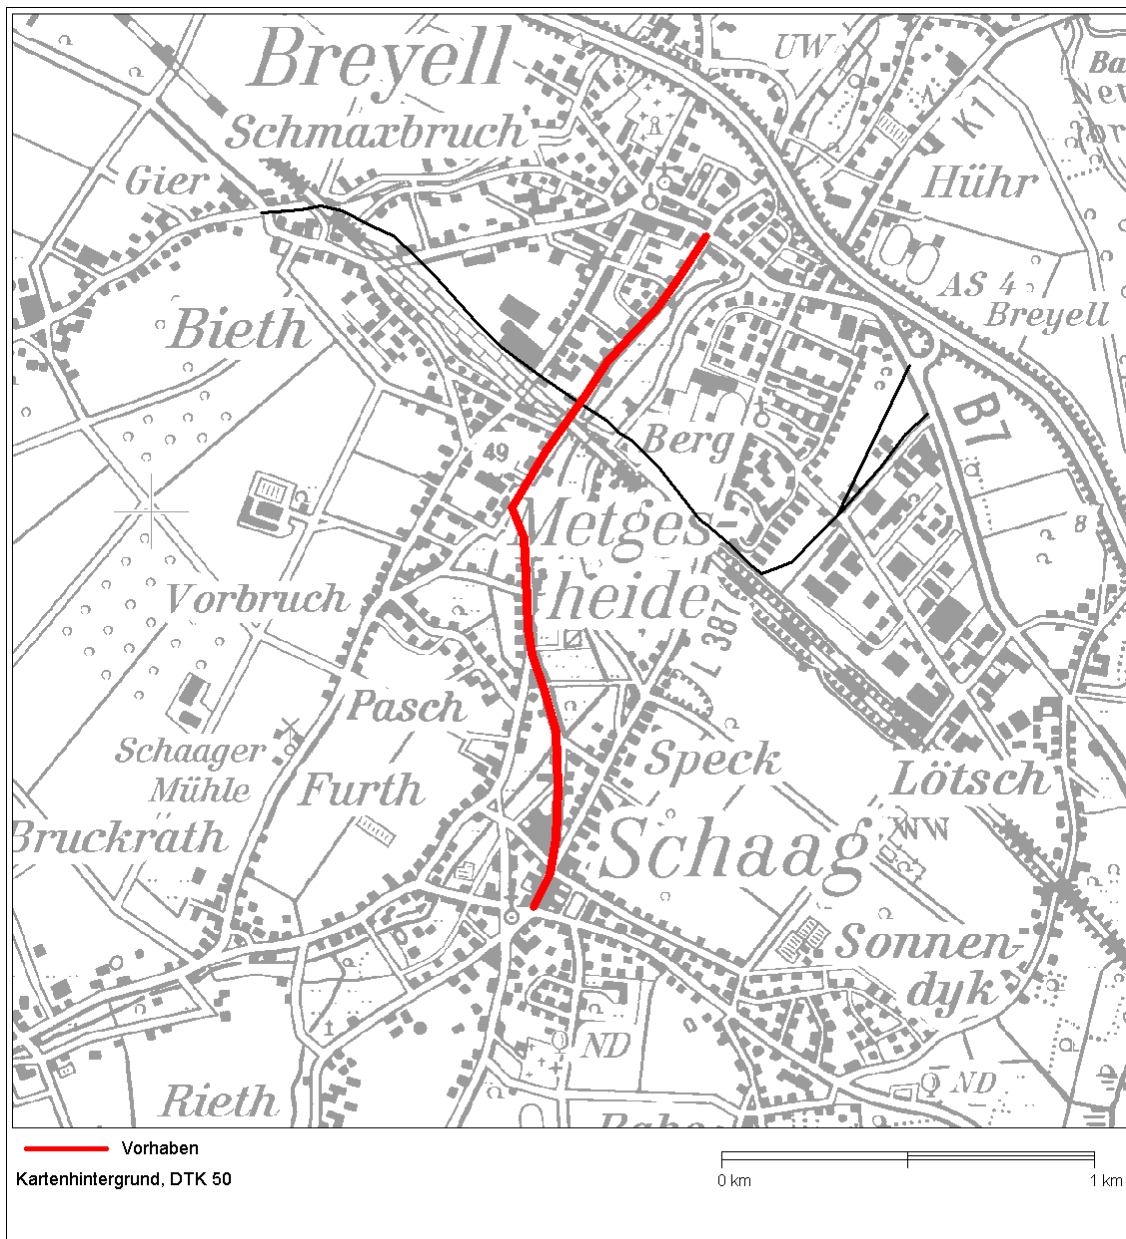 Breyell
UW
Ba
Schmaxbruch
K1
Gier
Hühr
AS 4
Bieth
Breyell
B7
Berg
49
8
Metges-
heide
Vorbruch
L 387
Pasch
Schaager
Mühle
Speck
Furth
Lötsch
Bruckrath
Schaag
WW
Sonnen-
dyk
ND
ND
Rieth
Vorhaben
Kartenhintergrund, DTK 50
0 km
1 km